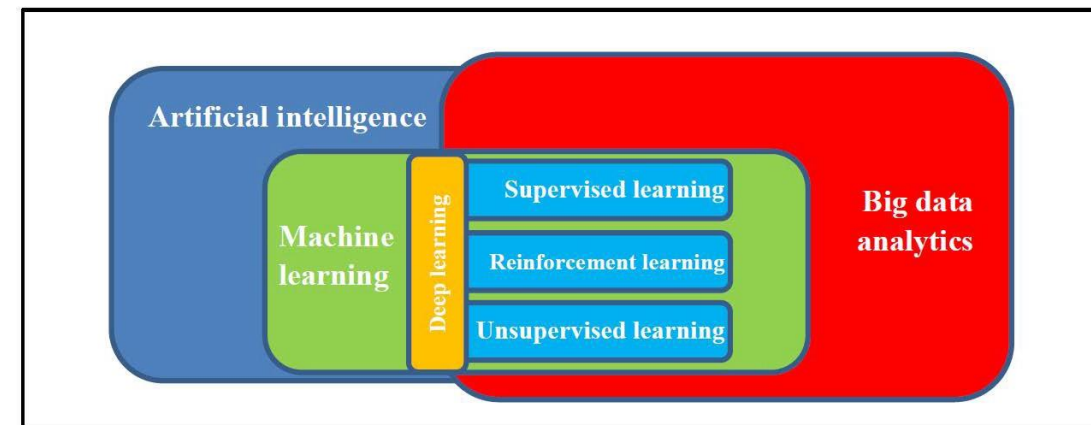 Artificial intelligence
Machine
learning
Deep learning
Supervised learning
Reinforcement learning
Unsupervised learning
Big data
analytics